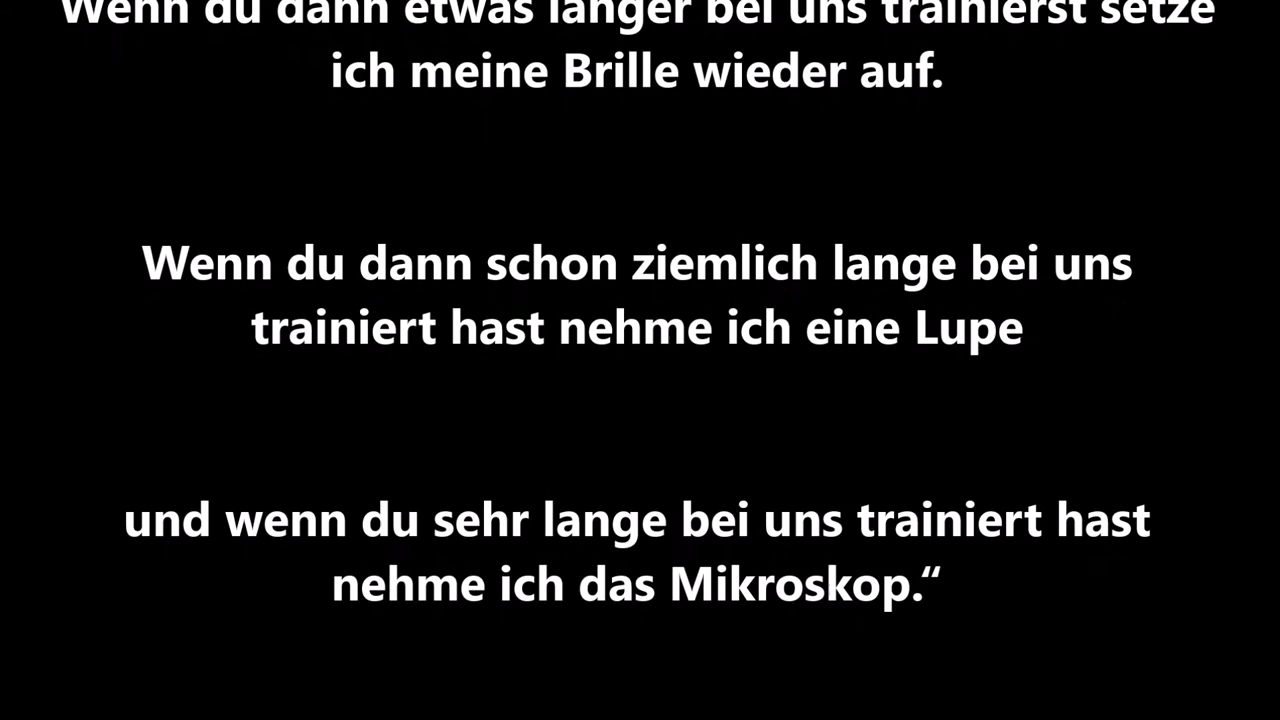 Wenn du dann etwas länger bei uns trainierst setze
ich meine Brille wieder auf.
Wenn du dann schon ziemlich lange bei uns
trainiert hast nehme ich eine Lupe
und wenn du sehr lange bei uns trainiert hast
nehme ich das Mikroskop.“